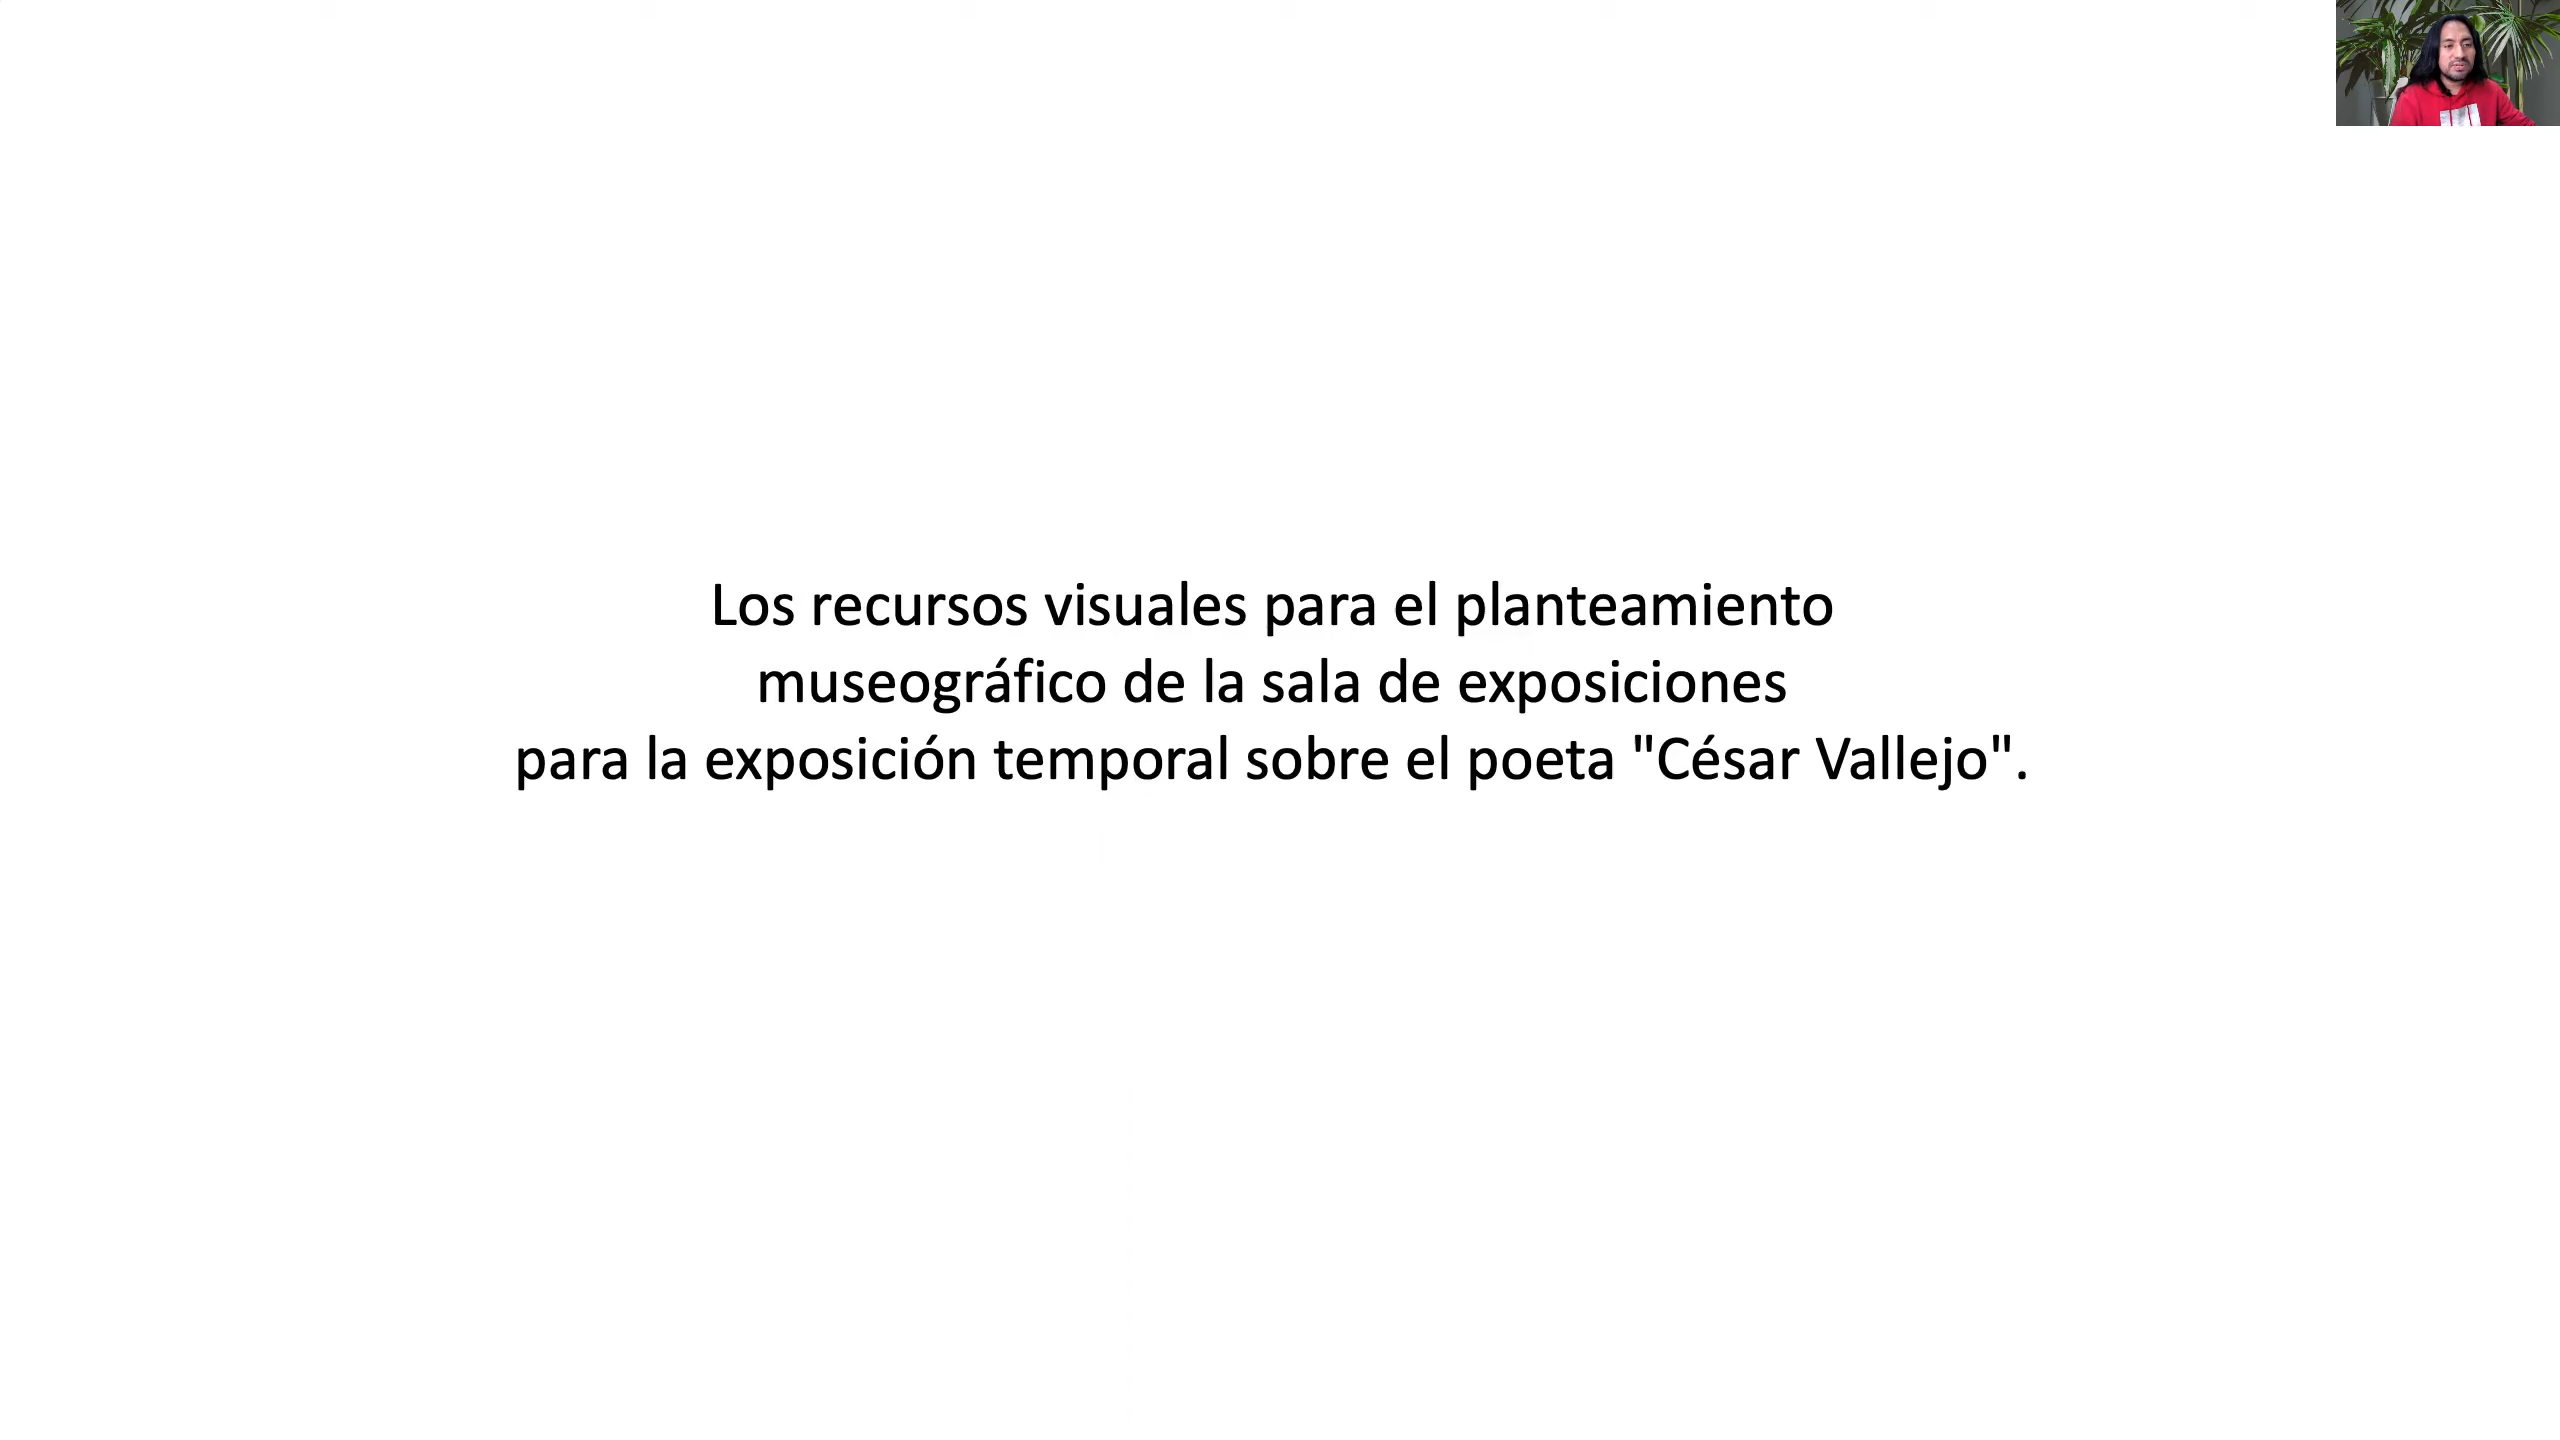 Los recursos visuales para el planteamiento
museográfico de la sala de exposiciones
para la exposición temporal sobre el poeta "César Vallejo".